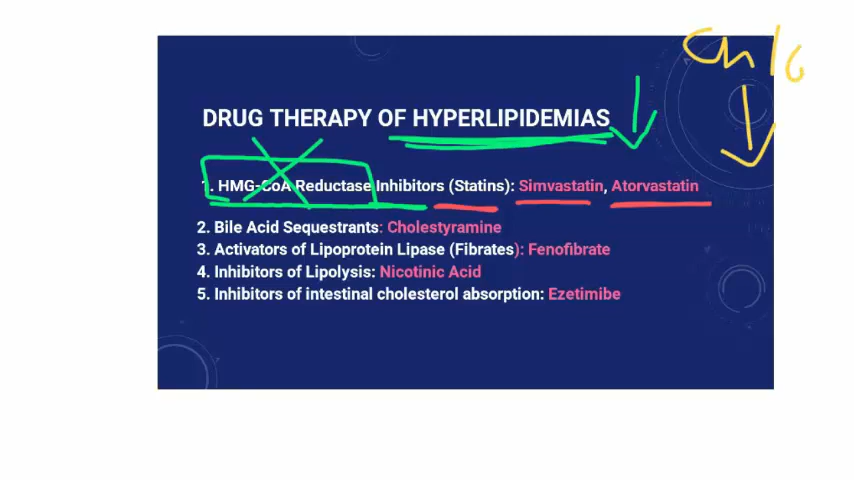 DRUG THERAPY OF HYPERLIPIDEMIAS
1. HMG-CoA Reductase Inhibitors (Statins): Simvastatin, Atorvastatin
2. Bile Acid Sequestrants: Cholestyramine
3. Activators of Lipoprotein Lipase (Fibrates): Fenofibrate
4. Inhibitors of Lipolysis: Nicotinic Acid
5. Inhibitors of intestinal cholesterol absorption: Ezetimibe